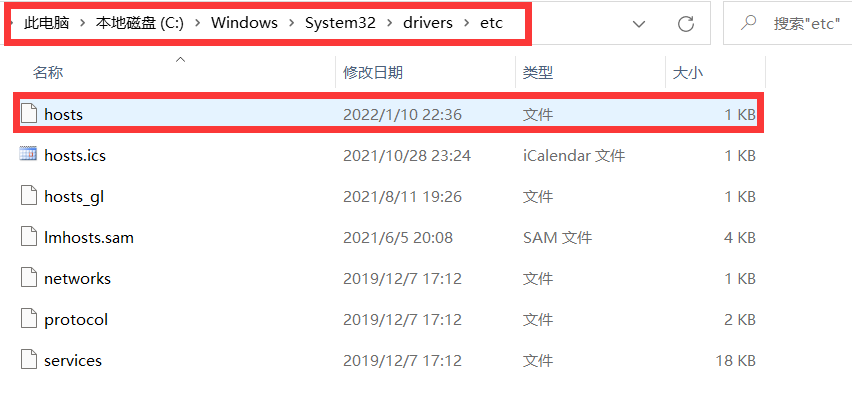 此电脑 › 本地磁盘 (C:) › Windows › System32 › drivers › etc 搜索"etc"
名称 修改日期 类型 大小
hosts 2022/1/10 22:36 文件 1 KB
hosts.ics 2021/10/28 23:24 iCalendar 文件 1 KB
hosts_gl 2021/8/11 19:26 文件 1 KB
lmhosts.sam 2021/6/5 20:08 SAM 文件 4 KB
networks 2019/12/7 17:12 文件 1 KB
protocol 2019/12/7 17:12 文件 2 KB
services 2019/12/7 17:12 文件 18 KB